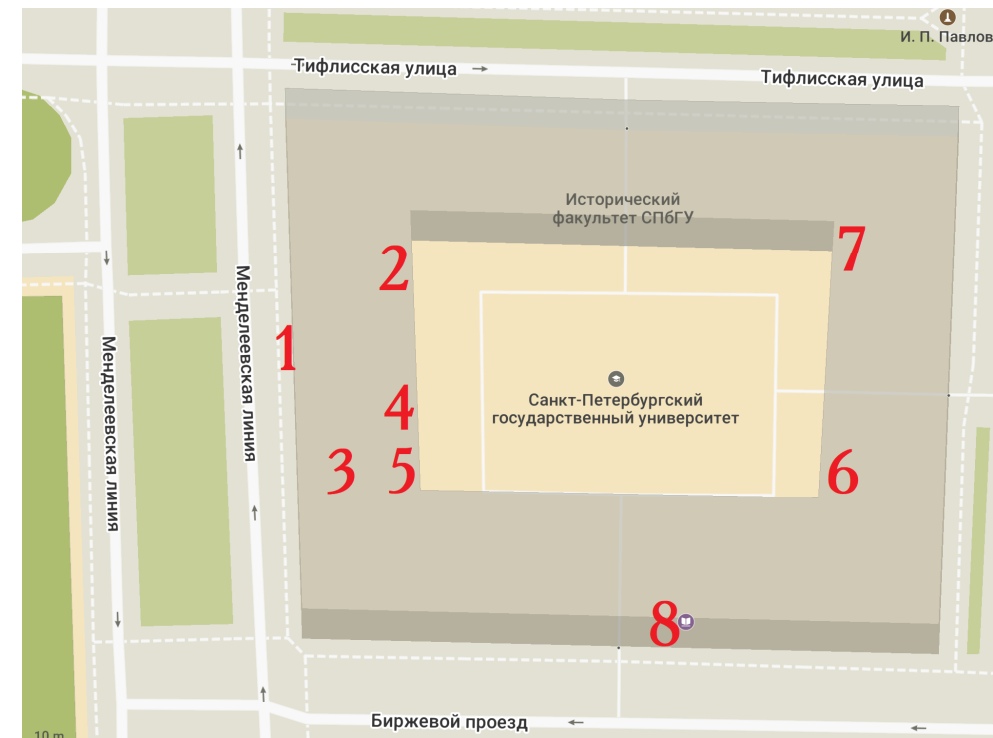 И. П. Павлов
Тифлисская улица
Тифлисская улица
Исторический
факультет СПбГУ
7
2
Менделеевская линия
1
Менделеевская линия
Санкт-Петербургский
государственный университет
4
3
5
6
8
Биржевой проезд
10 m